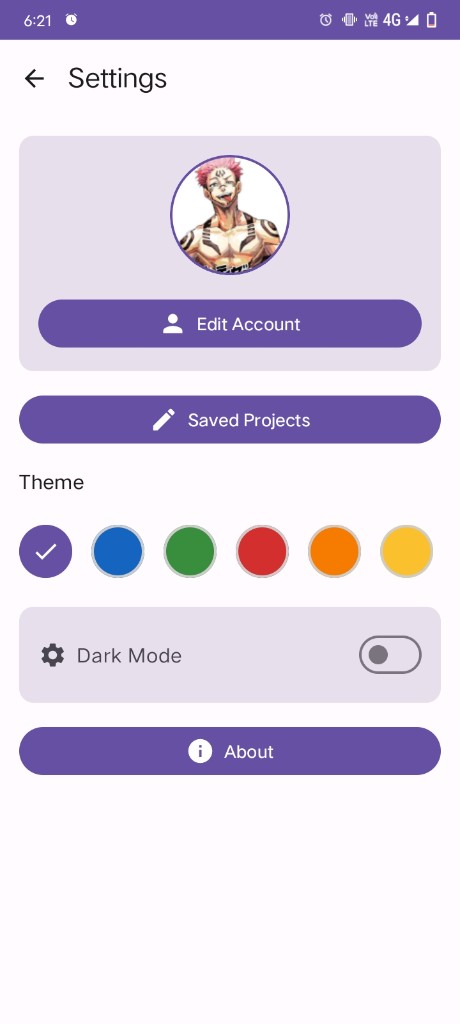 6:21
Vo) LTE 4G
Settings
Edit Account
Saved Projects
Theme
Dark Mode
About